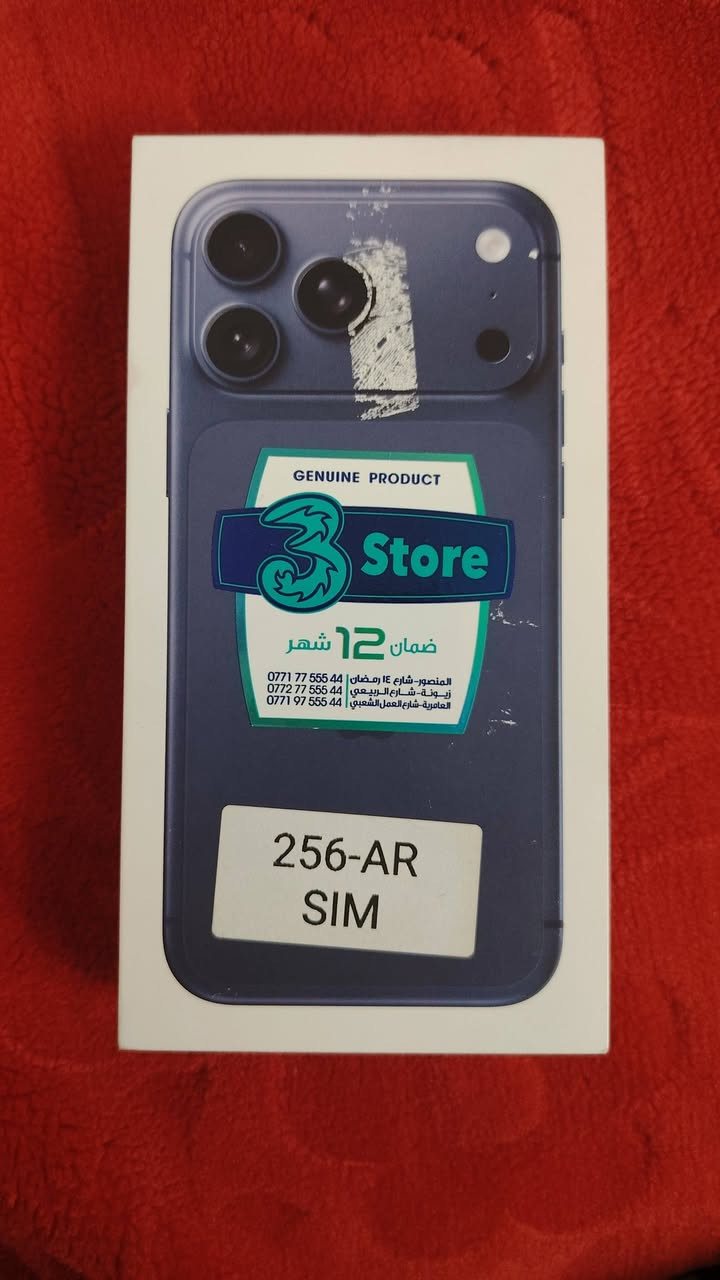 GENUINE PRODUCT
3 Store
ضمان 12 شهر
المنصور-شارع ١٤ رمضان 0771 77 555 44
زيونة-شارع الربيعي 0772 77 555 44
العامرية-شارع العمل الشعبي 0771 97 555 44
256-AR
SIM